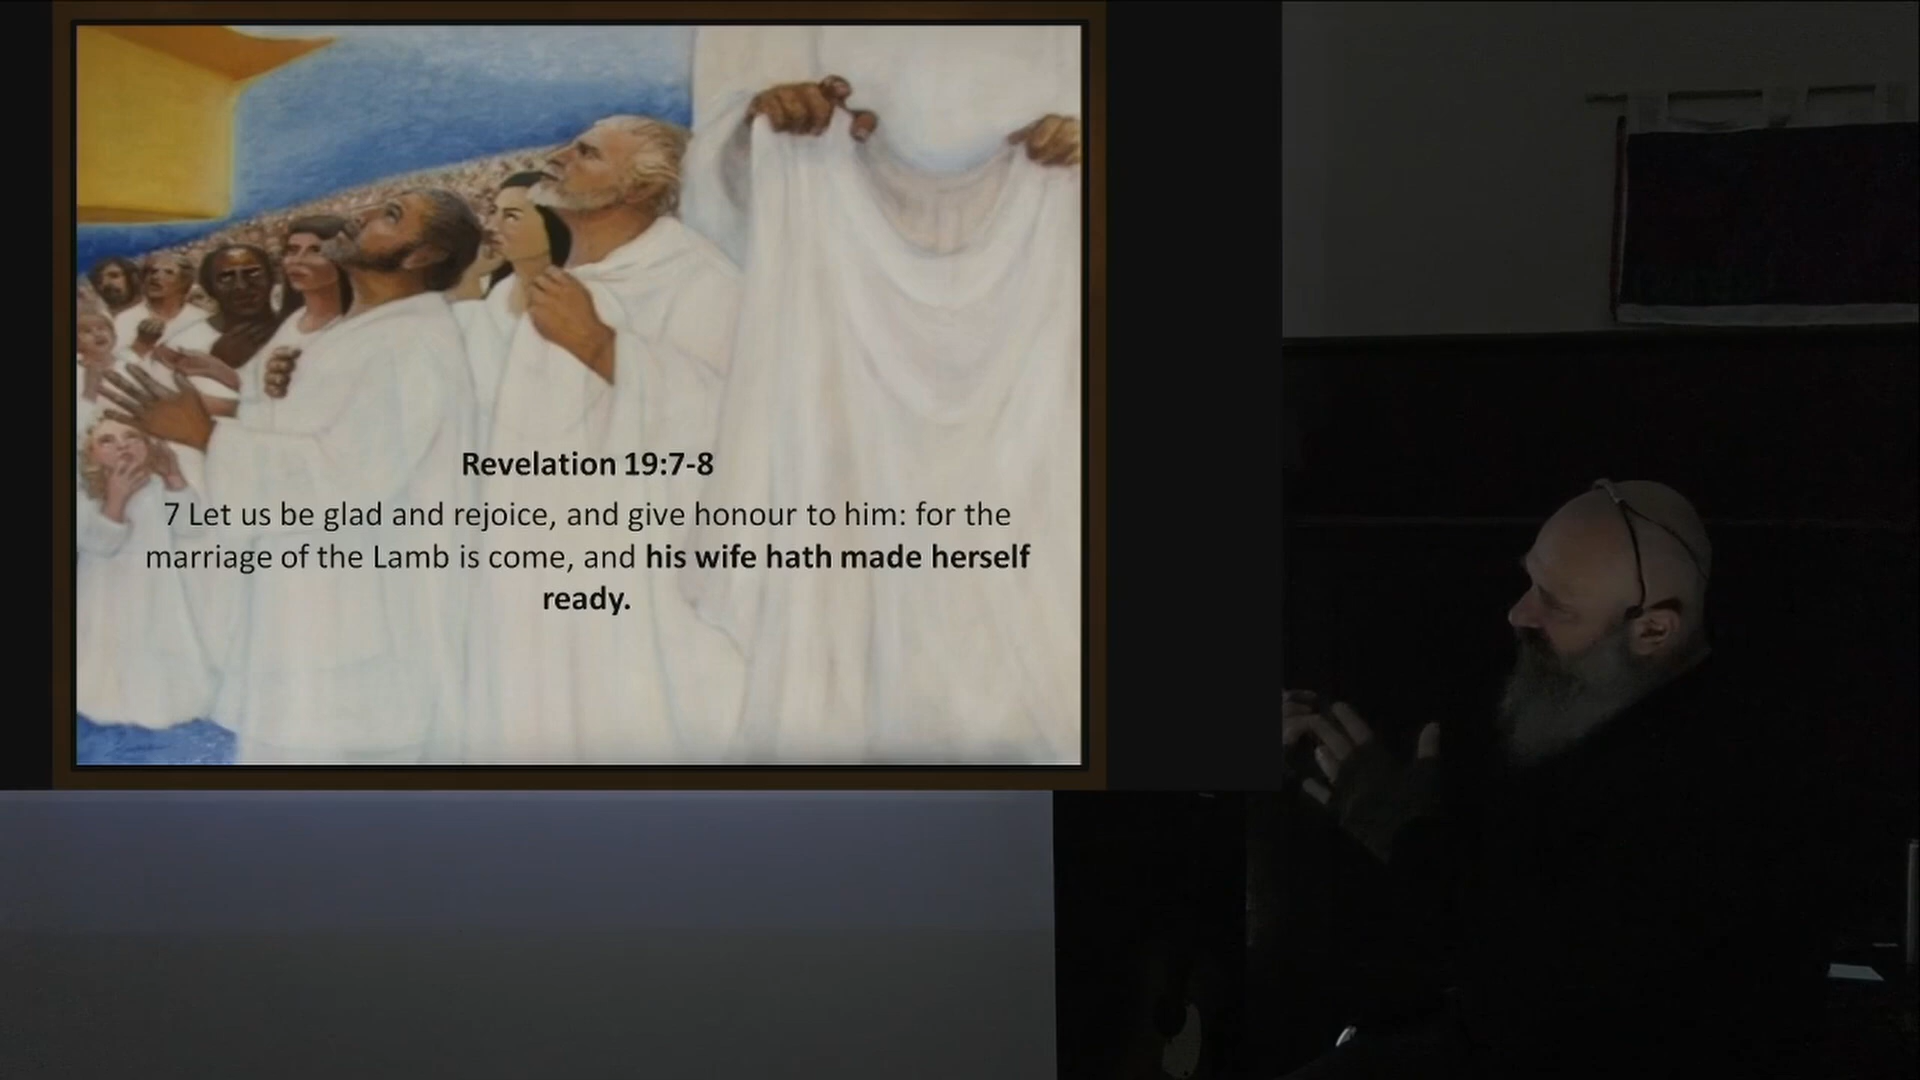 Revelation 19:7-8
7 Let us be glad and rejoice, and give honour to him: for the
marriage of the Lamb is come, and his wife hath made herself
ready.